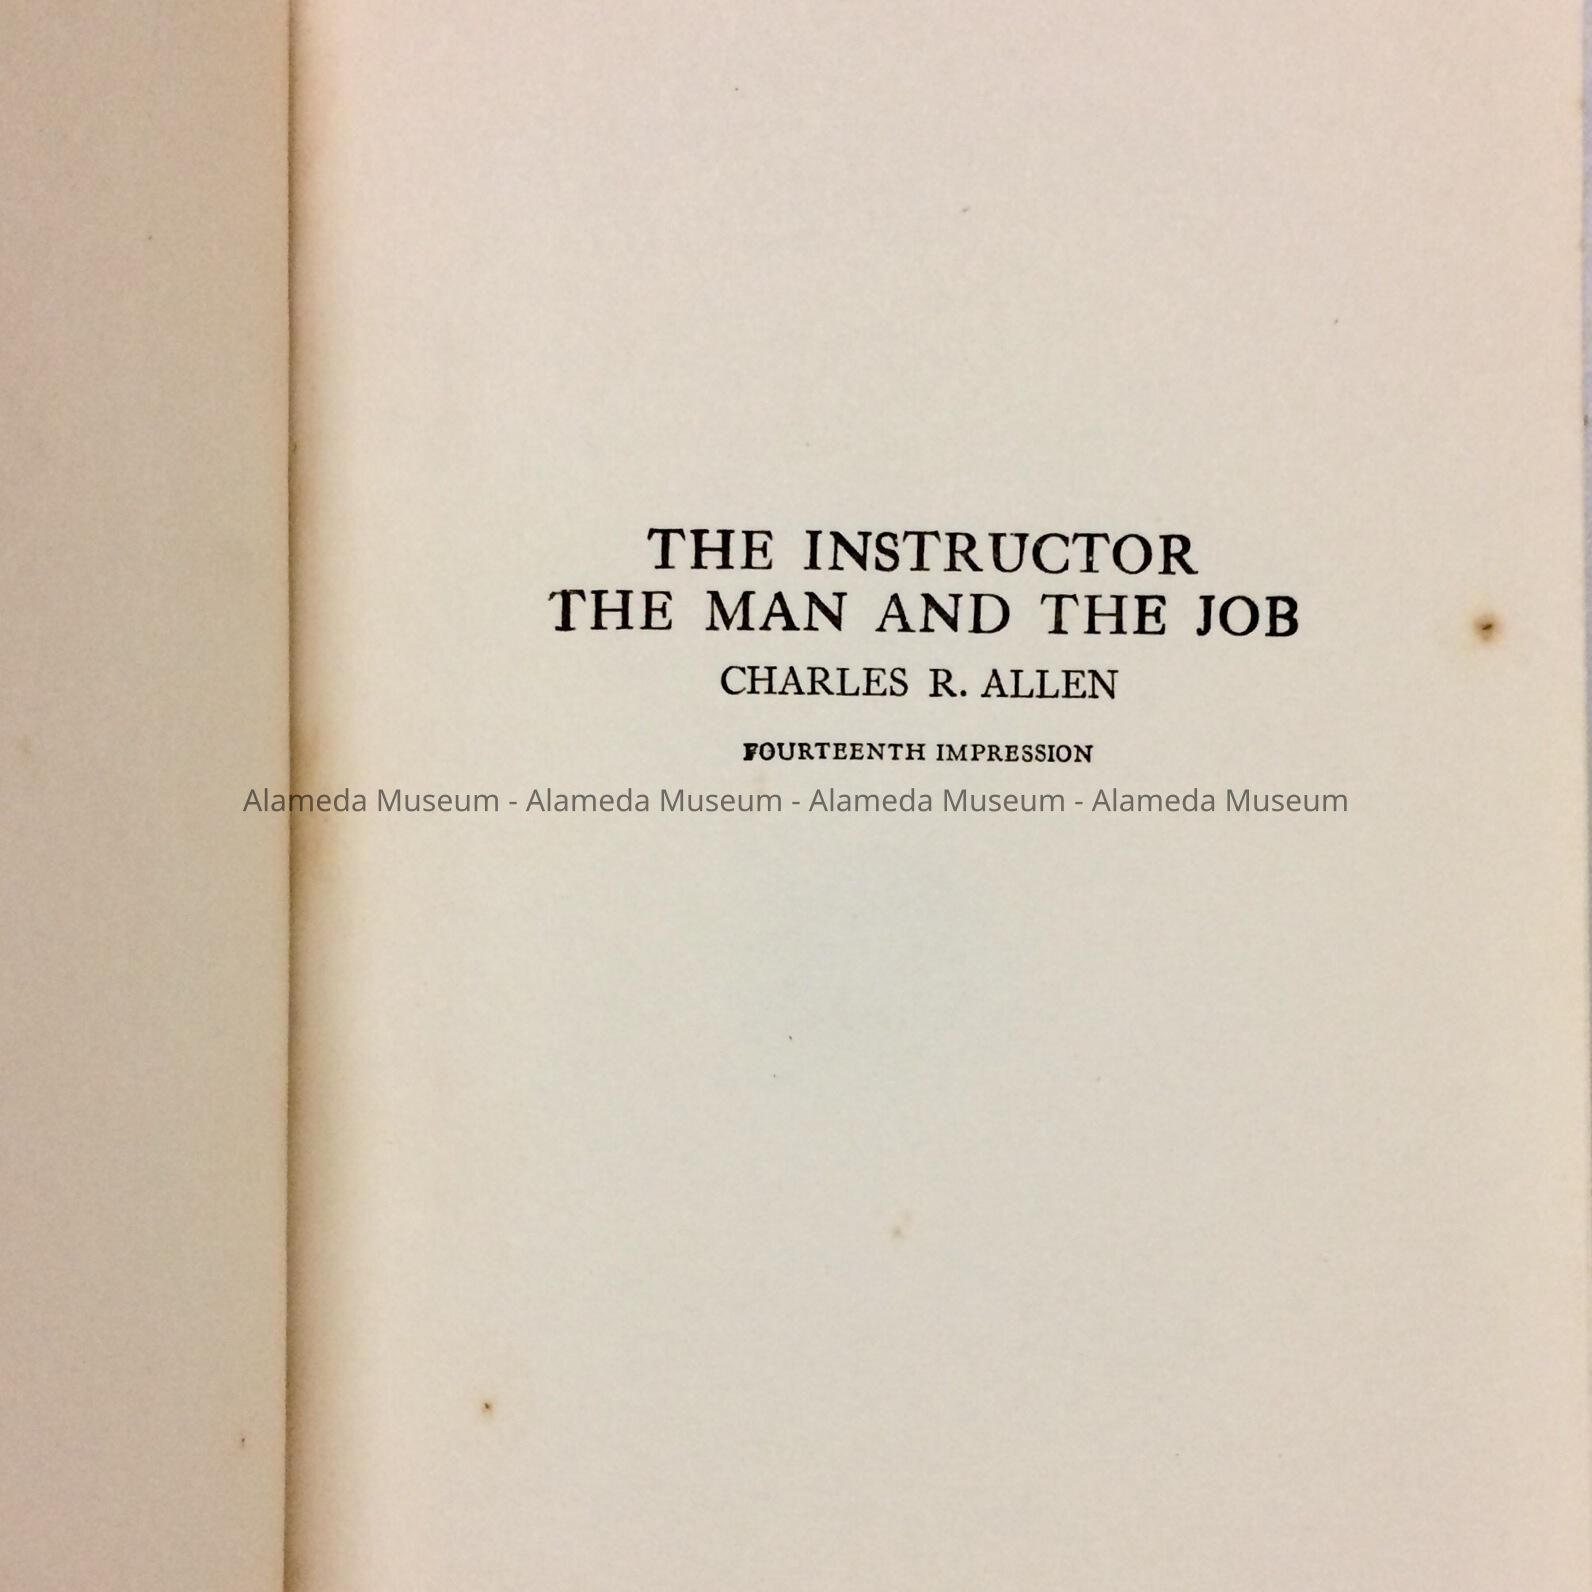 THE INSTRUCTOR
THE MAN AND THE JOB
CHARLES R. ALLEN
FOURTEENTH IMPRESSION
Alameda Museum - Alameda Museum - Alameda Museum - Alameda Museum